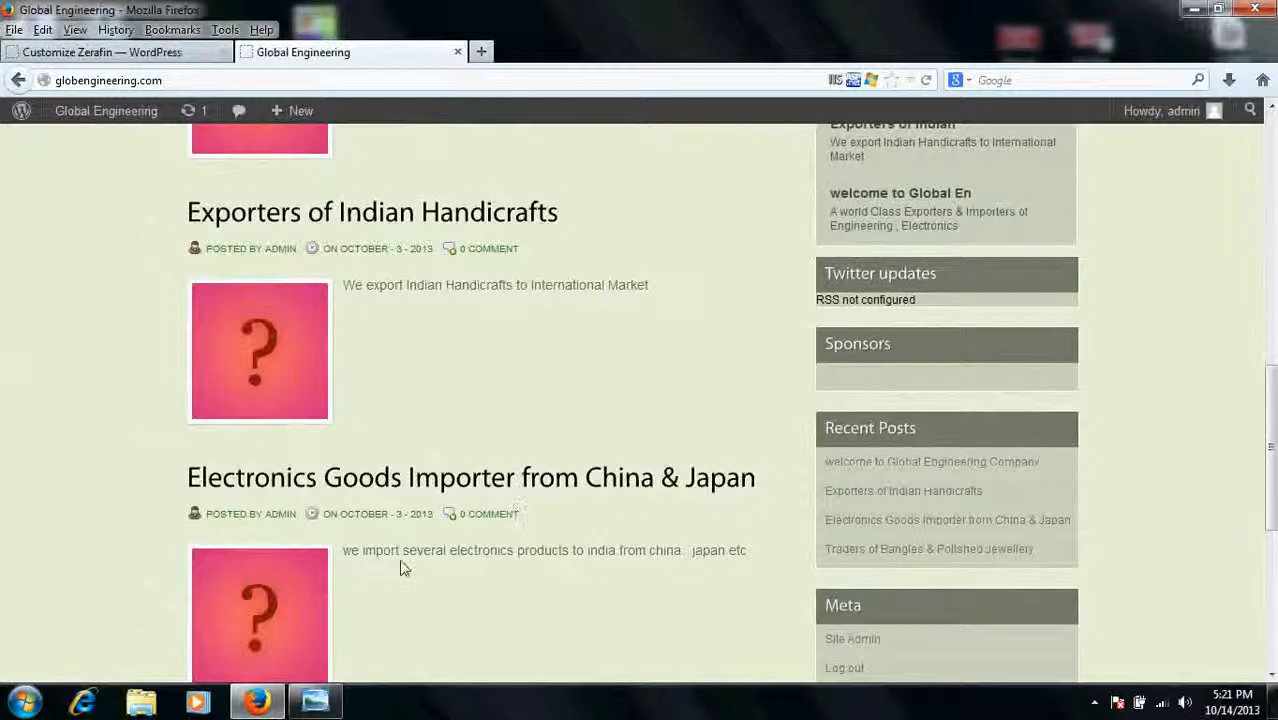 Global Engineering - Mozilla Firefox
File Edit View History Bookmarks Tools Help
Customize Zerafin — WordPress
Global Engineering
globengineering.com
Google
Global Engineering
1
New
Howdy, admin
Exporters of Indian
We export Indian Handicrafts to International
Market
welcome to Global En
A world Class Exporters & Importers of
Engineering , Electronics
Exporters of Indian Handicrafts
POSTED BY ADMIN ON OCTOBER - 3 - 2013 0 COMMENT
?
We export Indian Handicrafts to International Market
Twitter updates
RSS not configured
Sponsors
Recent Posts
welcome to Global Engineering Company
Exporters of Indian Handicrafts
Electronics Goods Importer from China & Japan
Traders of Bangles & Polished Jewellery
Electronics Goods Importer from China & Japan
POSTED BY ADMIN ON OCTOBER - 3 - 2013 0 COMMENT
?
we import several electronics products to india from china. japan etc
Meta
Site Admin
Log out
5:21 PM
10/14/2013